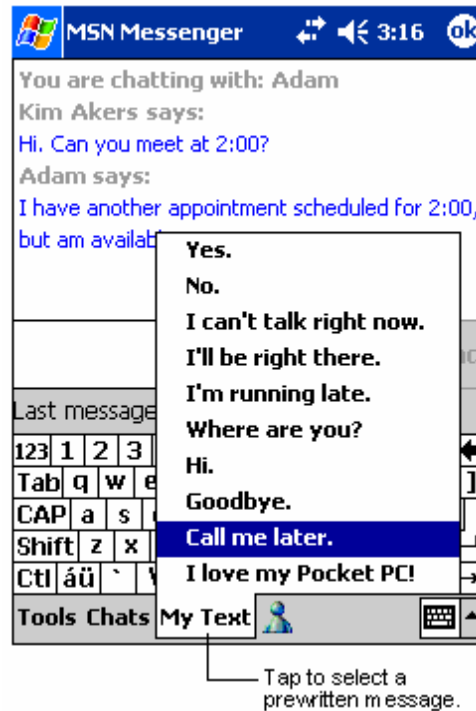 MSN Messenger 3:16 ok
You are chatting with: Adam
Kim Akers says:
Hi. Can you meet at 2:00?
Adam says:
I have another appointment scheduled for 2:00,
but am
Yes.
No.
I can't talk right now.
I'll be right there.
I'm running late.
Where are you?
Hi.
Goodbye.
Call me later.
I love my Pocket PC!
Last message
123 1 2 3
Tab q w e ]
CAP a s
Shift z x
Ctl áü `
Tools Chats My Text
Tap to select a
prewritten message.